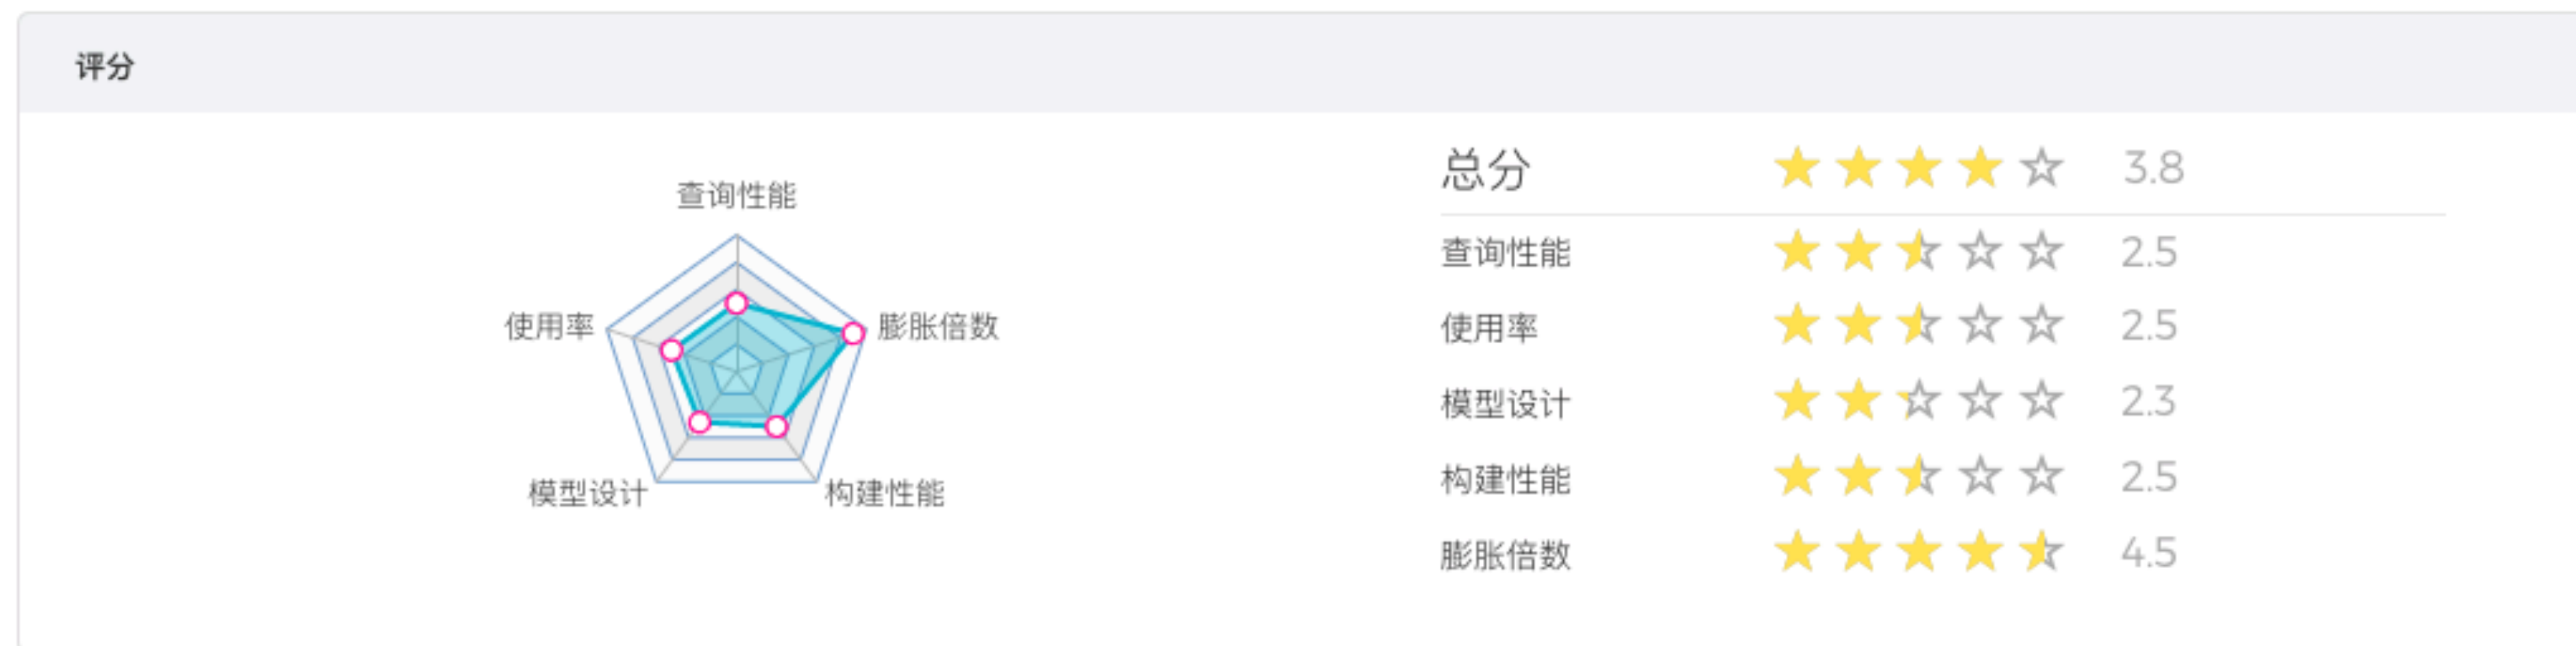 评分
查询性能
使用率
膨胀倍数
模型设计
构建性能
总分 3.8
查询性能 2.5
使用率 2.5
模型设计 2.3
构建性能 2.5
膨胀倍数 4.5